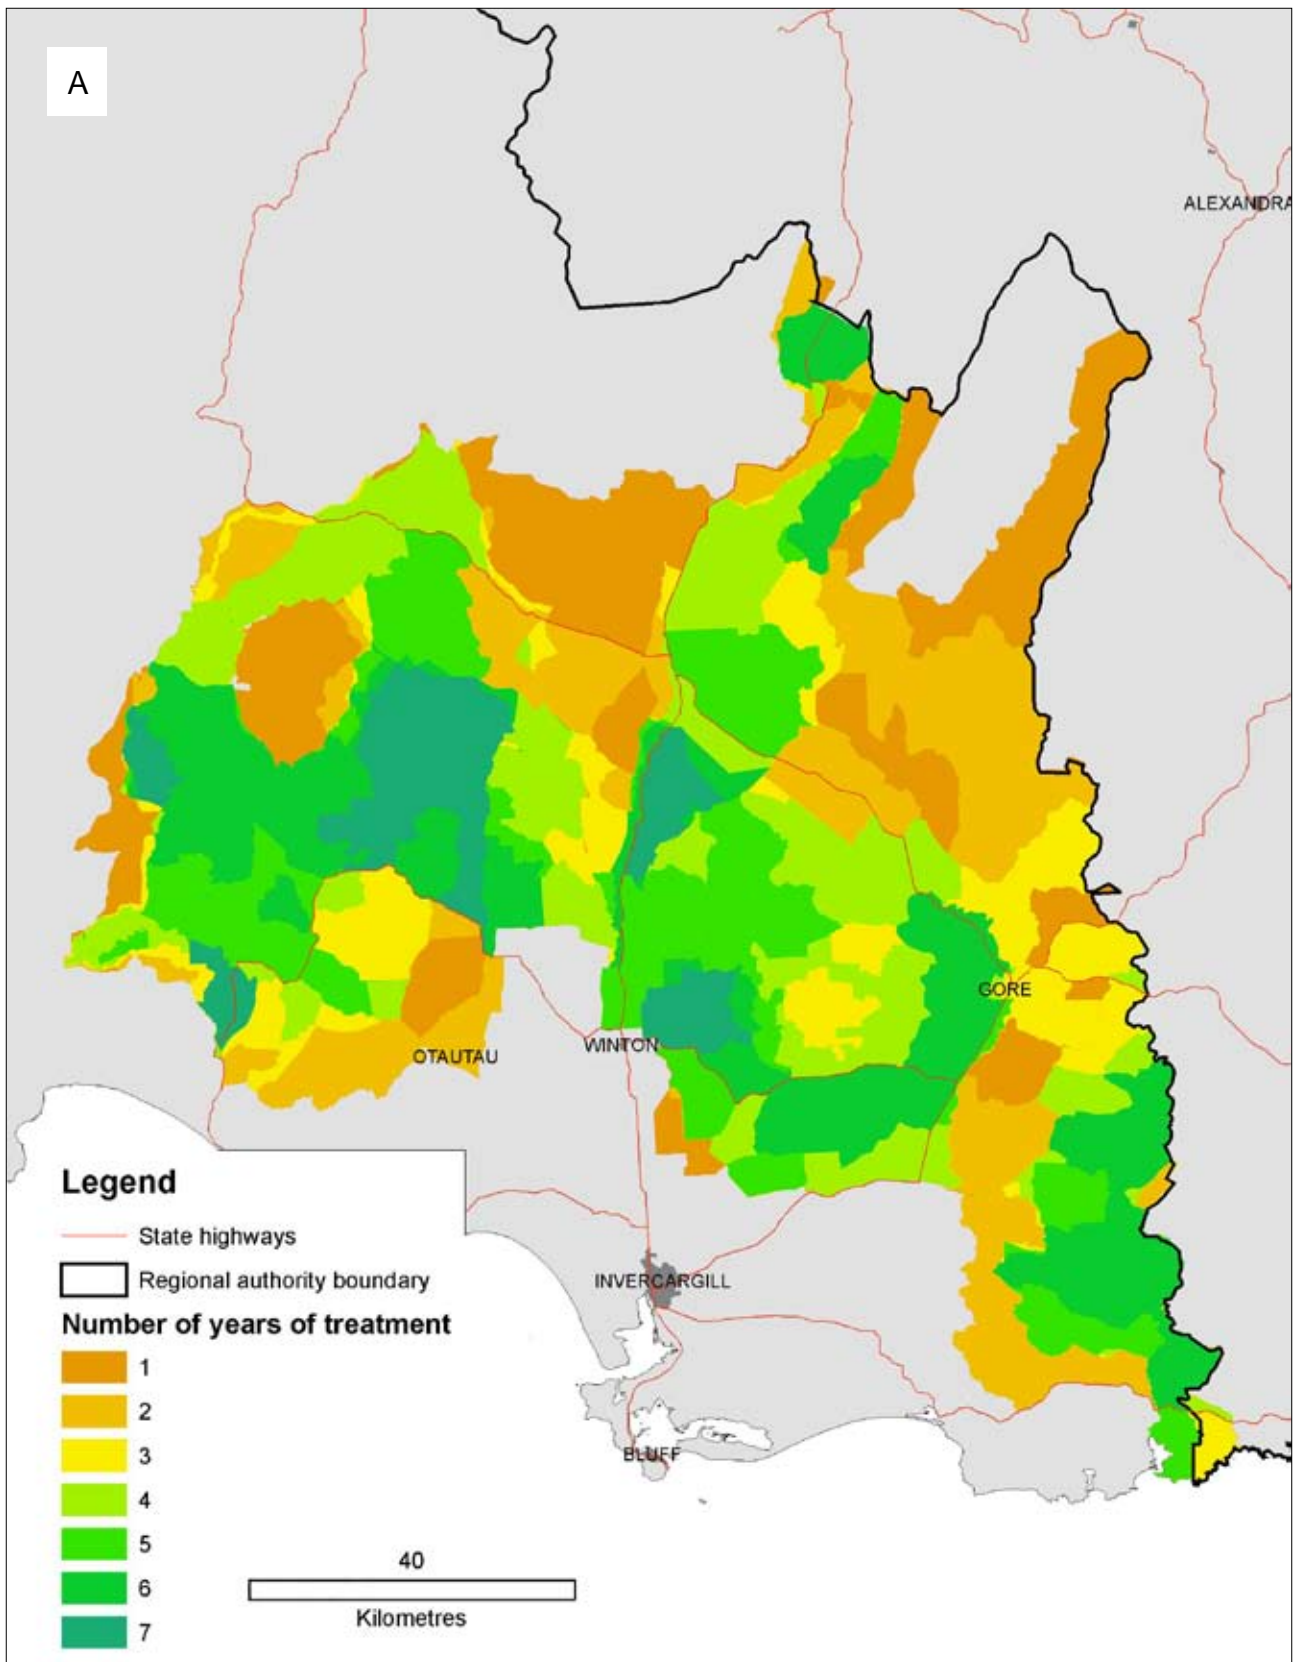 A
ALEXANDRA
GORE
WINTON
OTAUTAU
INVERCARGILL
BLUFF
Legend
State highways
Regional authority boundary
Number of years of treatment
1
2
3
4
5
6
7
40
Kilometres